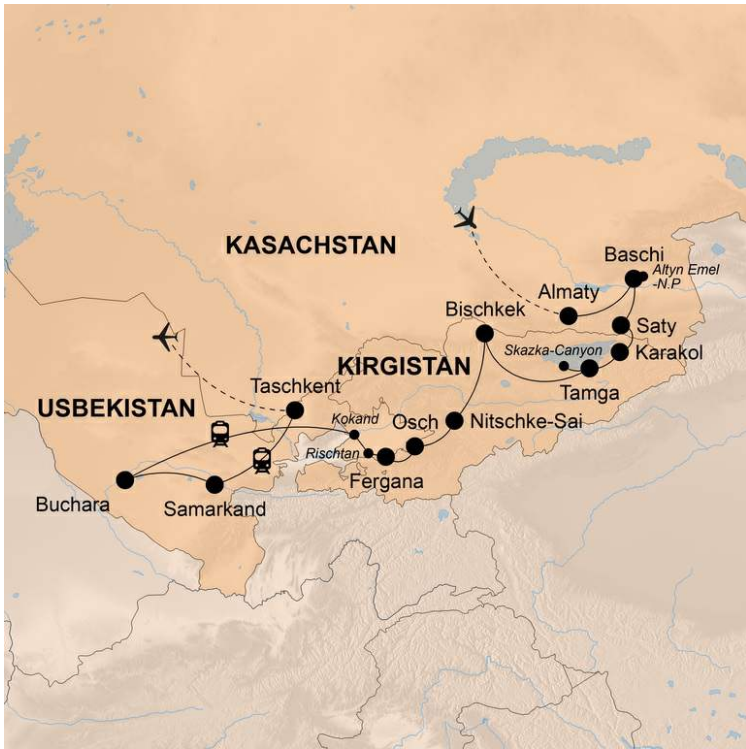 KASACHSTAN
Baschi
Altyn Emel
-N.P
Almaty
Bischkek
Saty
Skazka-Canyon
Karakol
KIRGISTAN
Tamga
Taschkent
USBEKISTAN
Kokand
Osch
Nitschke-Sai
Rischtan
Fergana
Buchara
Samarkand